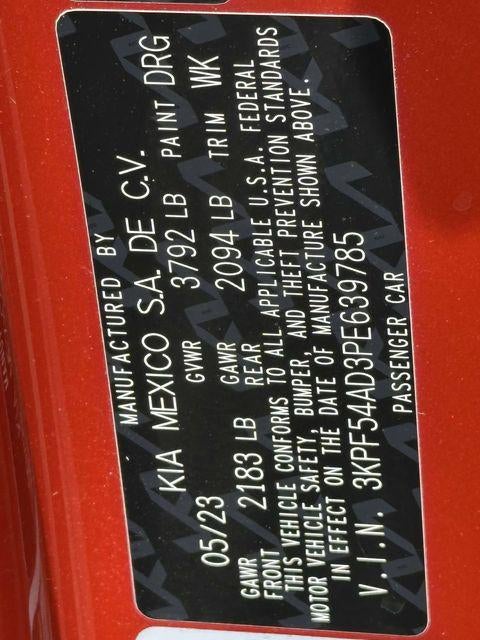 MANUFACTURED BY
KIA MEXICO S.A. DE C.V.
05/23 GVWR 3792 LB PAINT DRG
GAWR FRONT 2183 LB GAWR REAR 2094 LB TRIM WK
THIS VEHICLE CONFORMS TO ALL APPLICABLE U.S.A. FEDERAL
MOTOR VEHICLE SAFETY, BUMPER, AND THEFT PREVENTION STANDARDS
IN EFFECT ON THE DATE OF MANUFACTURE SHOWN ABOVE.
V.I.N. 3KPF54AD3PE639785
PASSENGER CAR